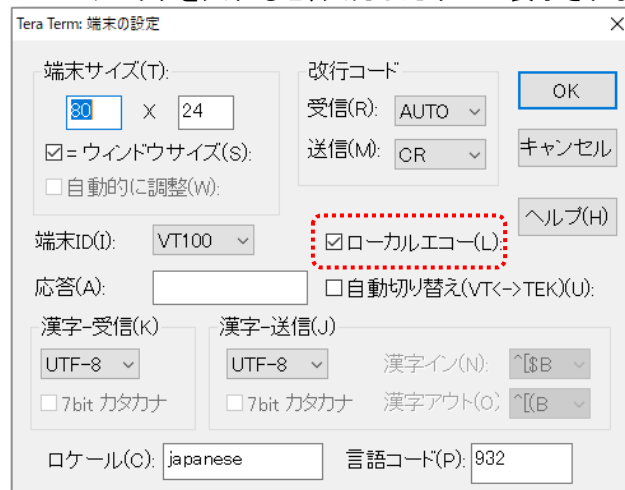 Tera Term: 端末の設定
端末サイズ(T):
80 X 24
☑= ウィンドウサイズ(S):
□自動的に調整(W):
改行コード
受信(R): AUTO
送信(M): CR
OK
キャンセル
ヘルプ(H)
端末ID(I): VT100
☑ローカルエコー(L):
応答(A):
□自動切り替え(VT<->TEK)(U):
漢字-受信(K)
UTF-8
□7bit カタカナ
漢字-送信(J)
UTF-8
□7bit カタカナ
漢字イン(N): ^[$B
漢字アウト(O) ^[(B
ロケール(C): japanese
言語コード(P): 932